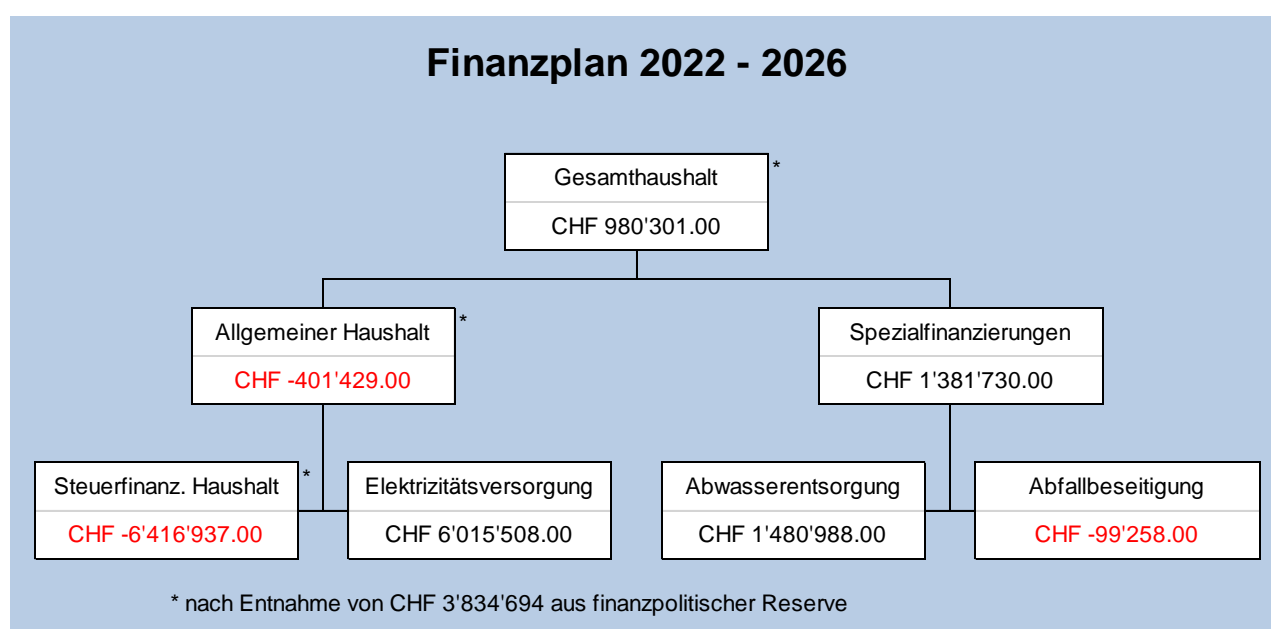 Finanzplan 2022 - 2026
Gesamthaushalt
*
CHF 980'301.00
Allgemeiner Haushalt
*
CHF -401'429.00
Spezialfinanzierungen
CHF 1'381'730.00
Steuerfinanz. Haushalt
*
CHF -6'416'937.00
Elektrizitätsversorgung
CHF 6'015'508.00
Abwasserentsorgung
CHF 1'480'988.00
Abfallbeseitigung
CHF -99'258.00
* nach Entnahme von CHF 3'834'694 aus finanzpolitischer Reserve